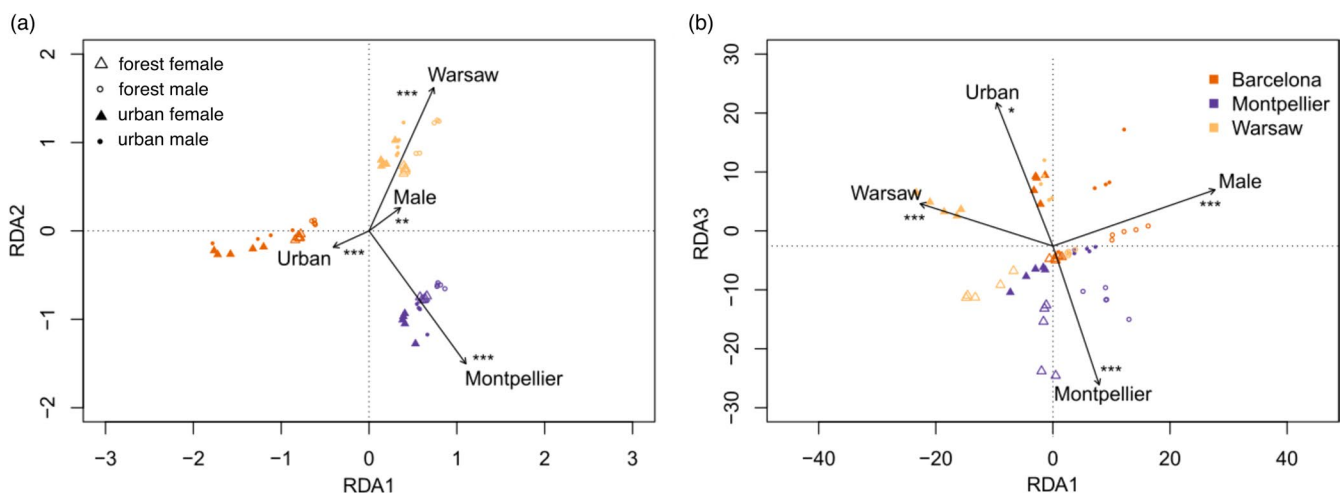 (a)
2
1
0
−1
−2
RDA2
forest female
forest male
urban female
urban male
Warsaw
***
Male
**
Urban
***
***
Montpellier
−3 −2 −1 0 1 2 3
RDA1
(b)
30
20
10
0
−10
−20
−30
RDA3
Barcelona
Montpellier
Warsaw
Urban
*
Male
***
Warsaw
***
***
Montpellier
−40 −20 0 20 40
RDA1